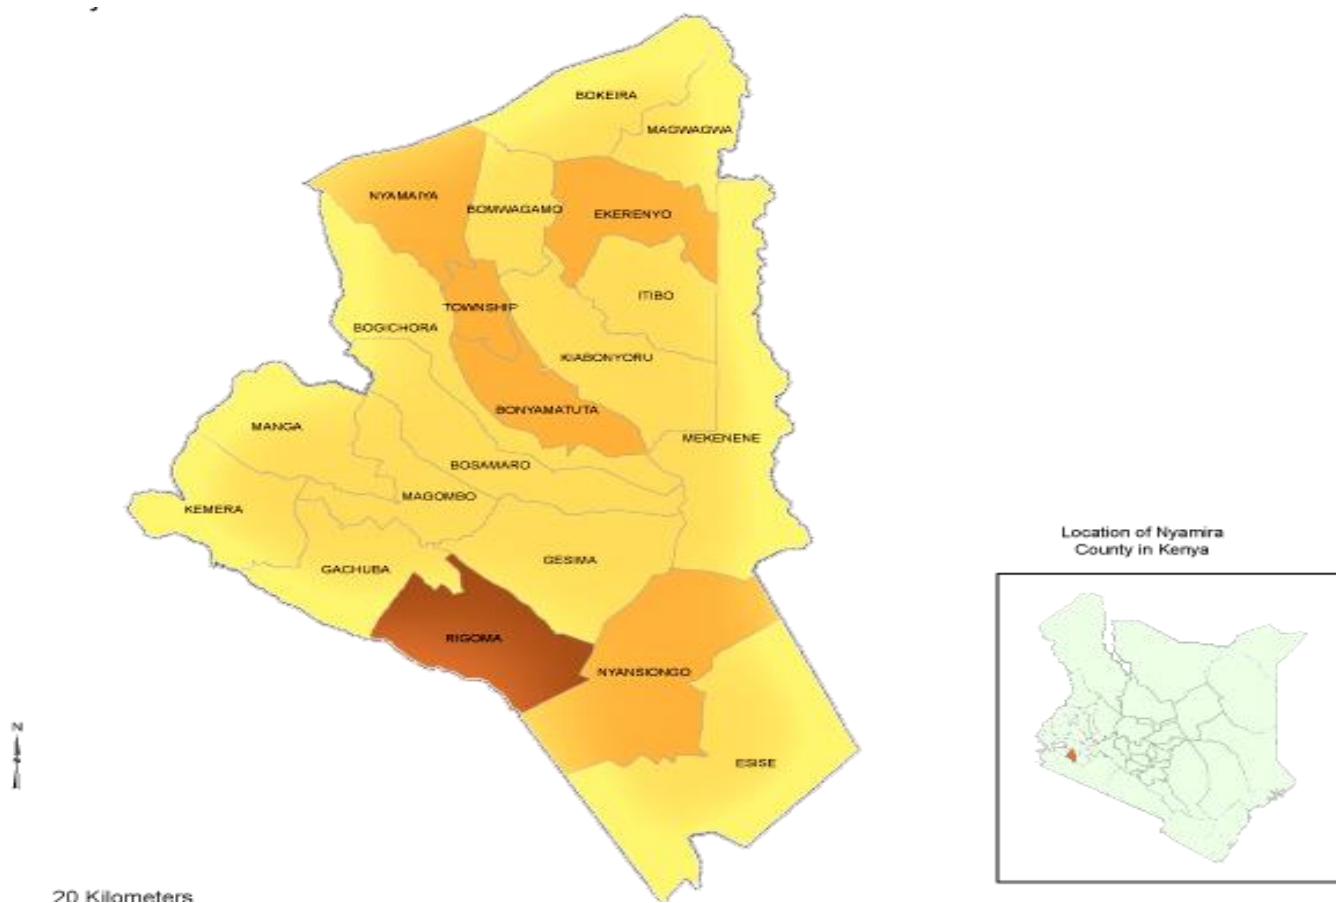 BOKEIRA
MAGWAGWA
NYAMAIYA
BOMWAGAMO
EKERENYO
ITIBO
TOWNSHIP
BOGICHORA
KIABONYORU
BONYAMATUTA
MANGA
MEKENENE
BOSAMARO
MAGOMBO
KEMERA
GESIMA
GACHUBA
RIGOMA
NYANSIONGO
ESISE
Location of Nyamira
County in Kenya
N
20 Kilometers